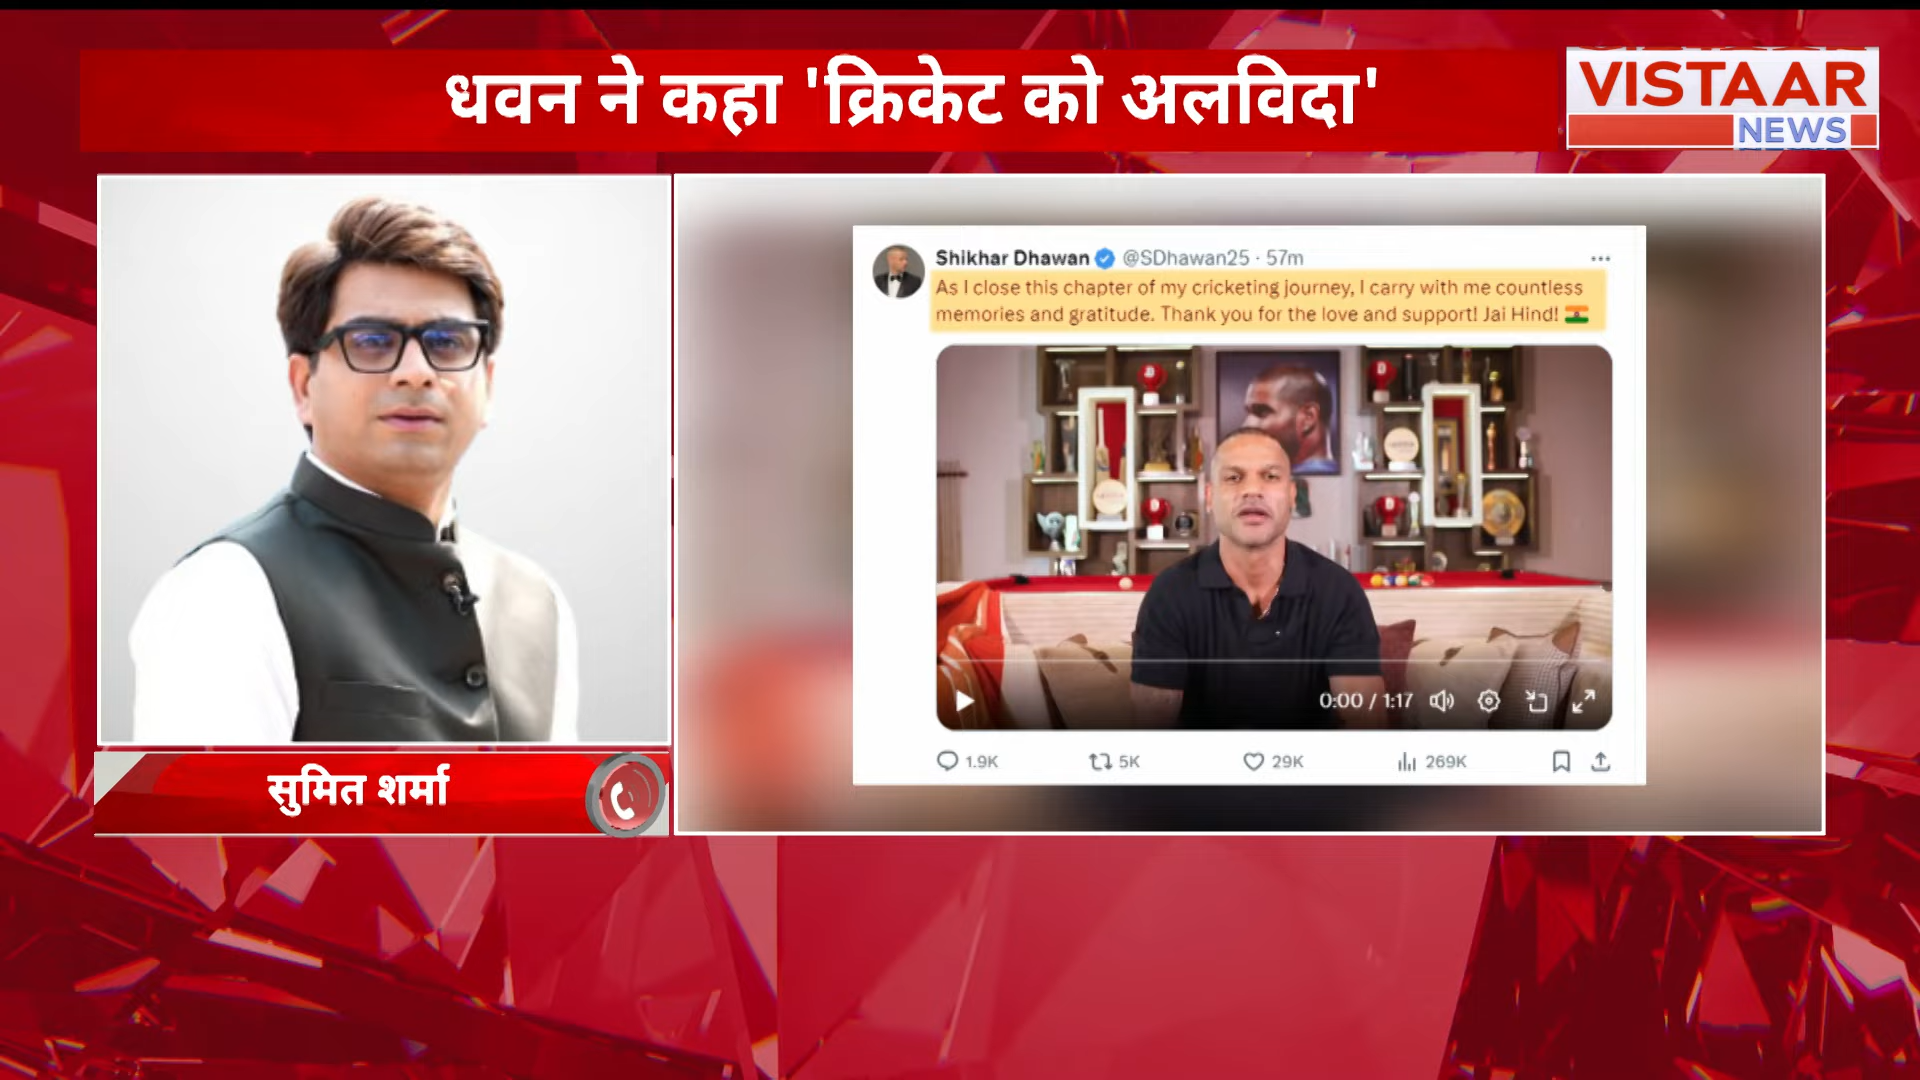 धवन ने कहा 'क्रिकेट को अलविदा'
VISTAAR
NEWS
Shikhar Dhawan @SDhawan25 · 57m
As I close this chapter of my cricketing journey, I carry with me countless
memories and gratitude. Thank you for the love and support! Jai Hind! 🇮🇳
0:00 / 1:17
1.9K 5K 29K 269K
सुमित शर्मा